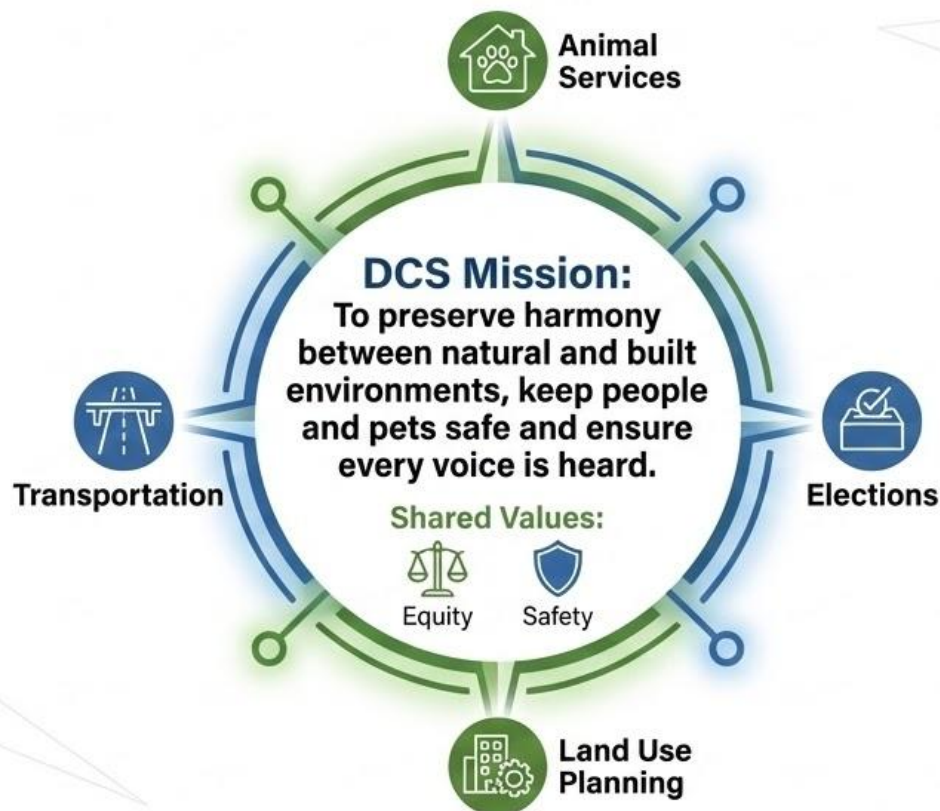 Animal
Services
DCS Mission:
To preserve harmony
between natural and built
environments, keep people
and pets safe and ensure
every voice is heard.
Transportation
Elections
Shared Values:
Equity
Safety
Land Use
Planning